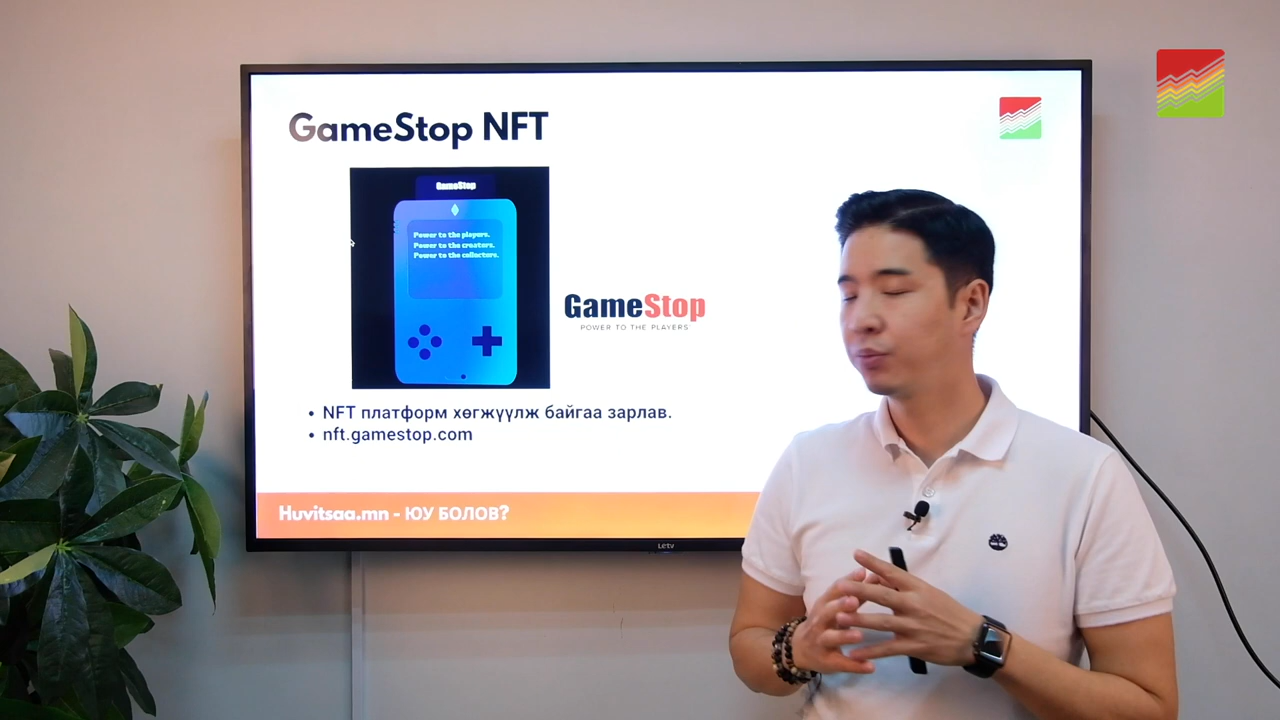 GameStop NFT
GameStop
Power to the players.
Power to the creators.
Power to the collectors.
GameStop
POWER TO THE PLAYERS
• NFT платформ хөгжүүлж байгаа зарлав.
• nft.gamestop.com
Huvitsaa.mn - ЮУ БОЛОВ?
Letv